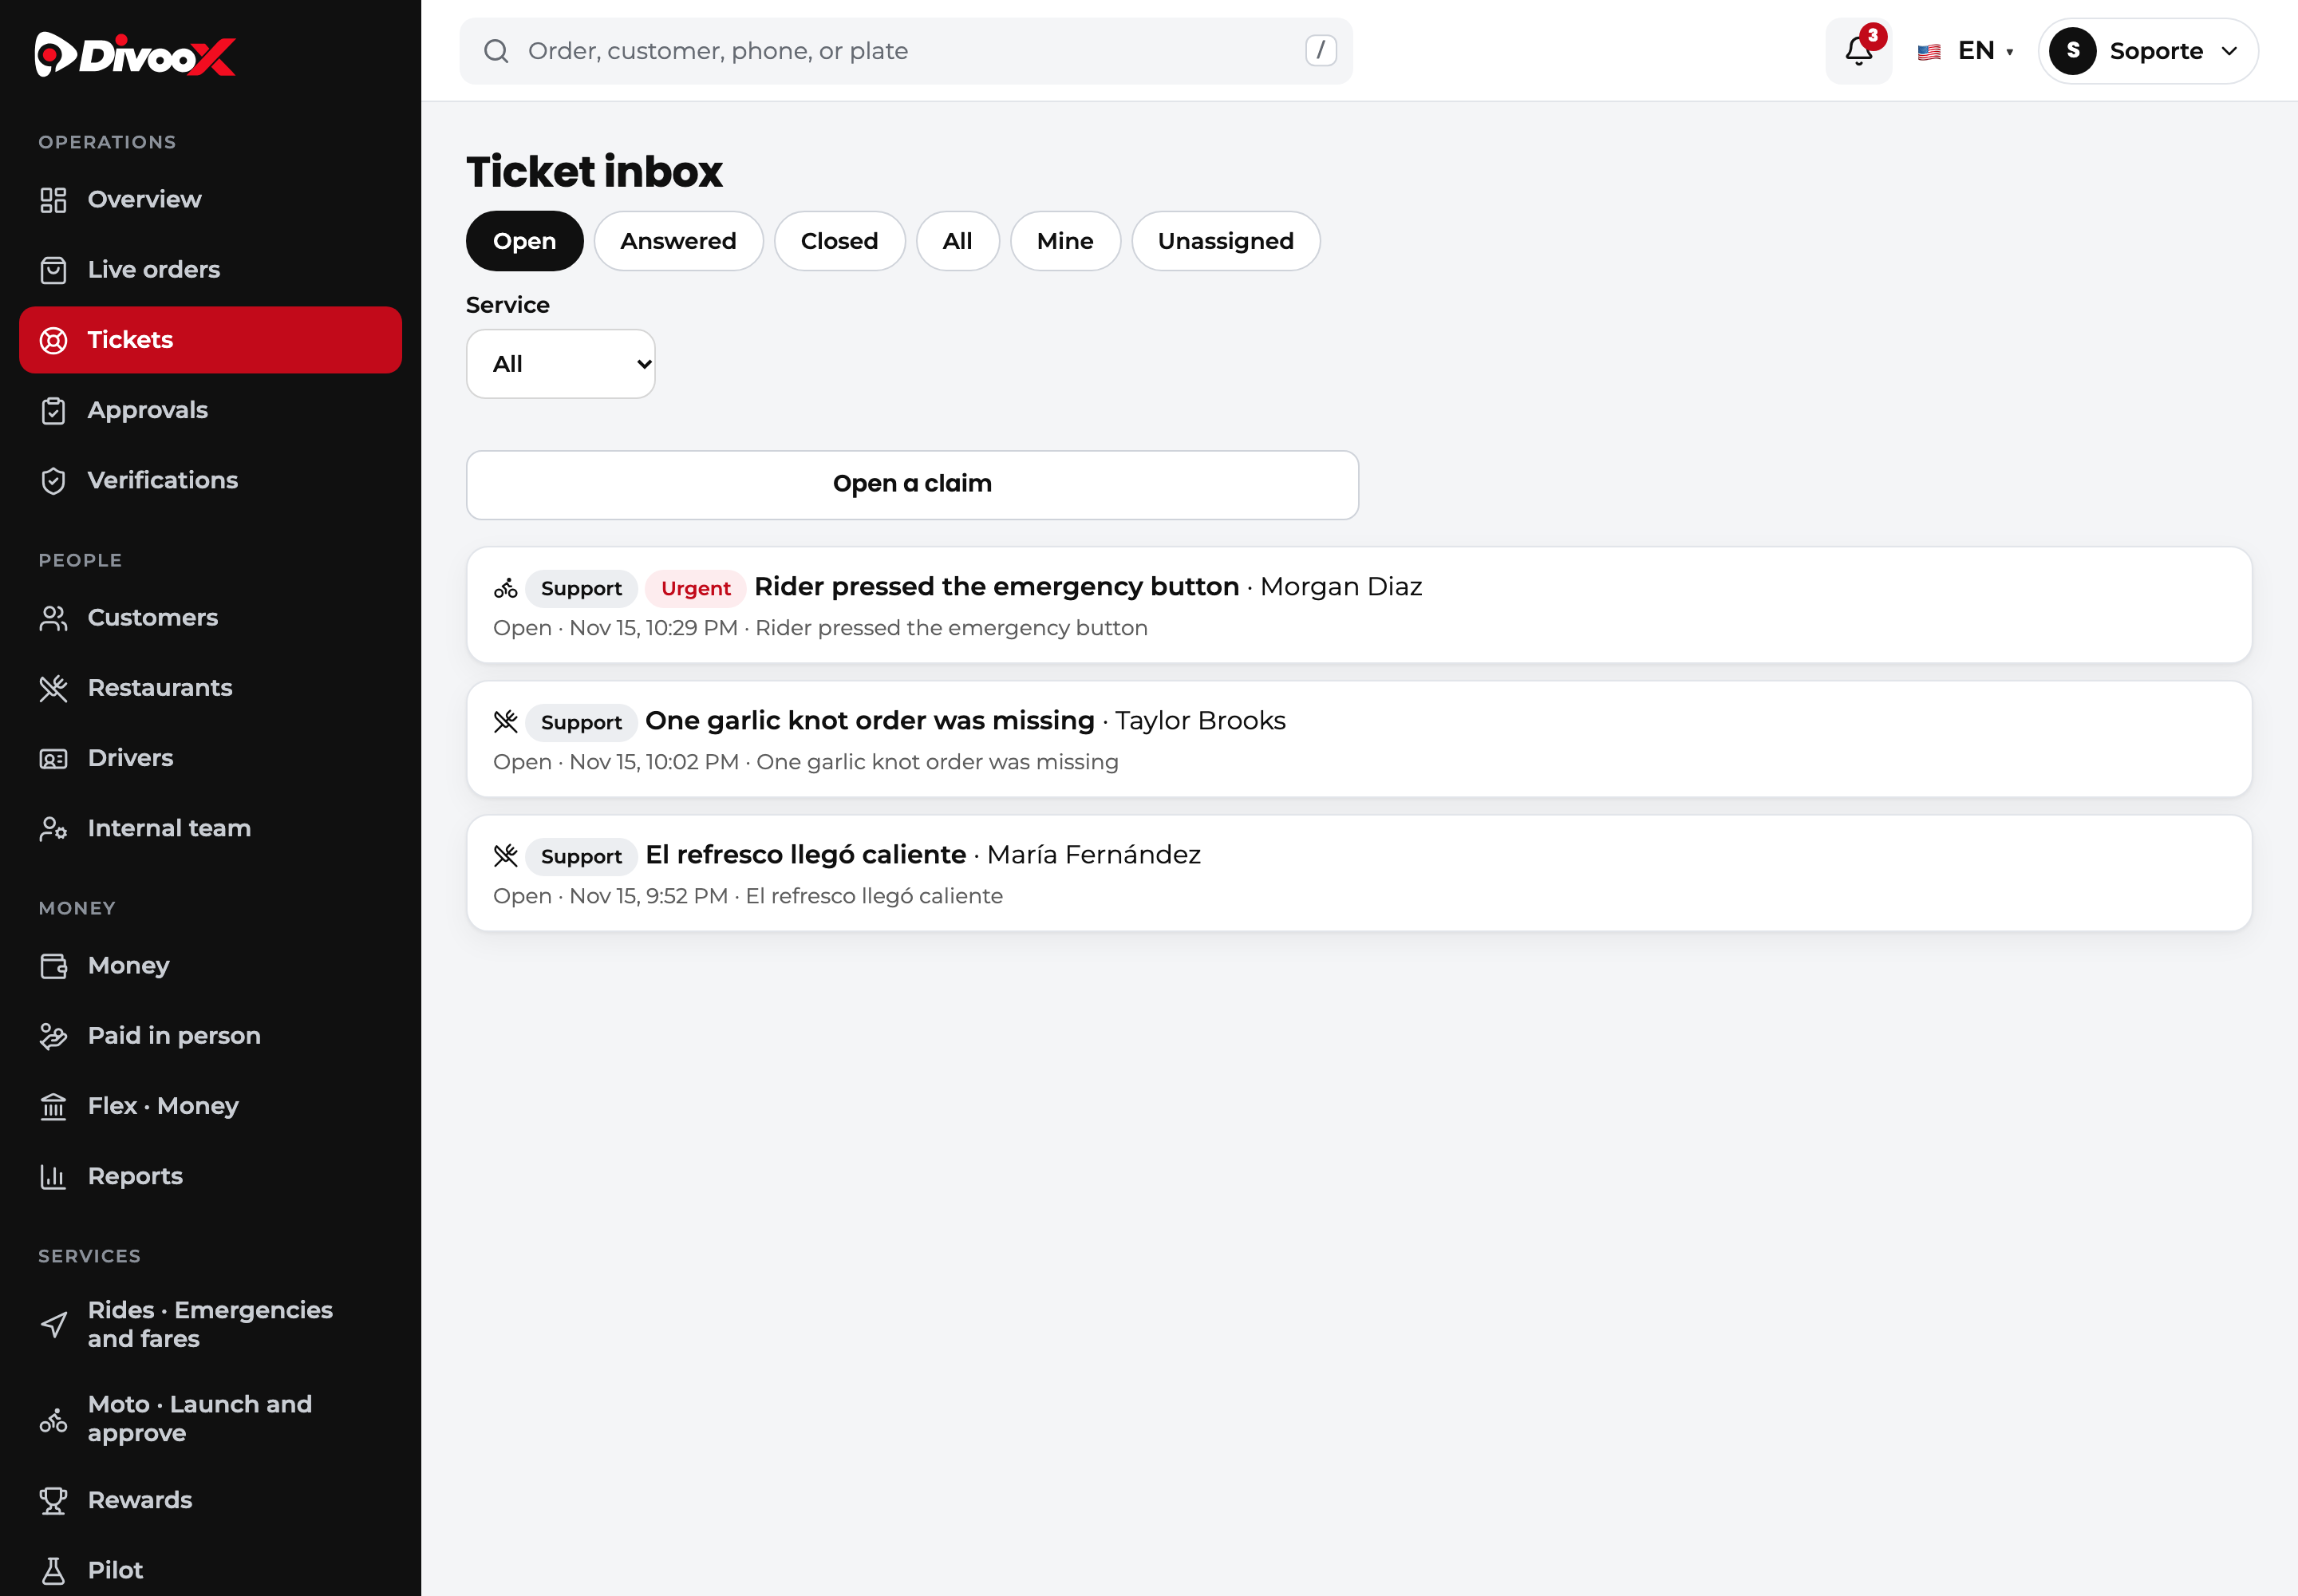 DivooX
OPERATIONS
Overview
Live orders
Tickets
Approvals
Verifications
PEOPLE
Customers
Restaurants
Drivers
Internal team
MONEY
Money
Paid in person
Flex · Money
Reports
SERVICES
Rides · Emergencies
and fares
Moto · Launch and
approve
Rewards
Pilot
Order, customer, phone, or plate /
3
EN
S Soporte
Ticket inbox
Open Answered Closed All Mine Unassigned
Service
All
Open a claim
Support Urgent Rider pressed the emergency button · Morgan Diaz
Open · Nov 15, 10:29 PM · Rider pressed the emergency button
Support One garlic knot order was missing · Taylor Brooks
Open · Nov 15, 10:02 PM · One garlic knot order was missing
Support El refresco llegó caliente · María Fernández
Open · Nov 15, 9:52 PM · El refresco llegó caliente